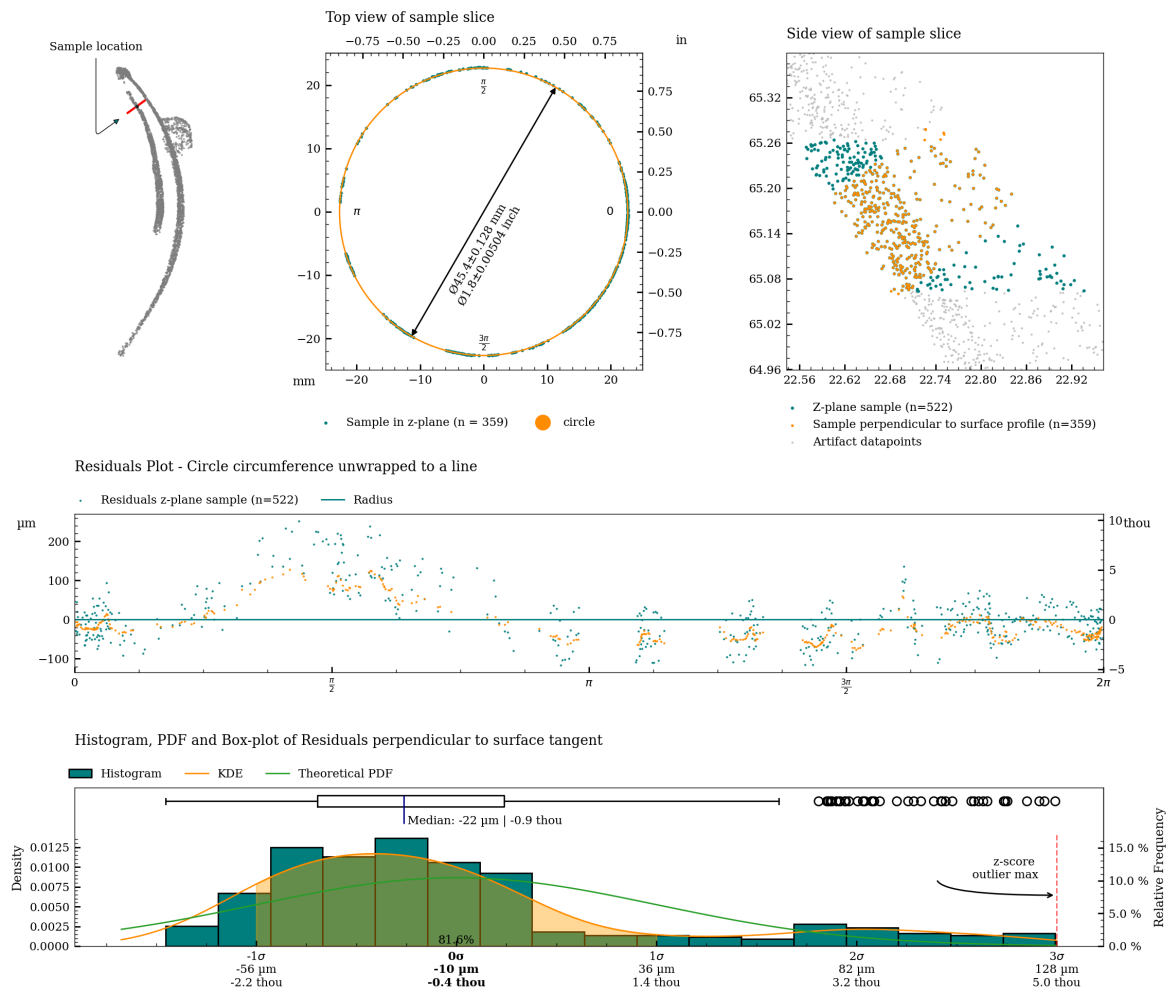 Sample location
Top view of sample slice
−0.75 −0.50 −0.25 0.00 0.25 0.50 0.75
in
20
10
0
−10
−20
0.75
0.50
0.25
0.00
−0.25
−0.50
−0.75
π/2
π
0
3π/2
Ø45.4±0.128 mm
Ø1.8±0.00504 inch
mm
−20 −10 0 10 20
Sample in z-plane (n = 359)
circle
Side view of sample slice
65.32
65.26
65.20
65.14
65.08
65.02
64.96
22.56 22.62 22.68 22.74 22.80 22.86 22.92
Z-plane sample (n=522)
Sample perpendicular to surface profile (n=359)
Artifact datapoints
Residuals Plot - Circle circumference unwrapped to a line
Residuals z-plane sample (n=522)
Radius
µm
200
100
0
−100
10
5
0
−5
thou
0 π/2 π 3π/2 2π
Histogram, PDF and Box-plot of Residuals perpendicular to surface tangent
Histogram
KDE
Theoretical PDF
Median: -22 µm | -0.9 thou
Density
0.0125
0.0100
0.0075
0.0050
0.0025
0.0000
15.0 %
10.0 %
5.0 %
0.0 %
Relative Frequency
z-score
outlier max
81.6%
-1σ 0σ 1σ 2σ 3σ
-56 µm -10 µm 36 µm 82 µm 128 µm
-2.2 thou -0.4 thou 1.4 thou 3.2 thou 5.0 thou